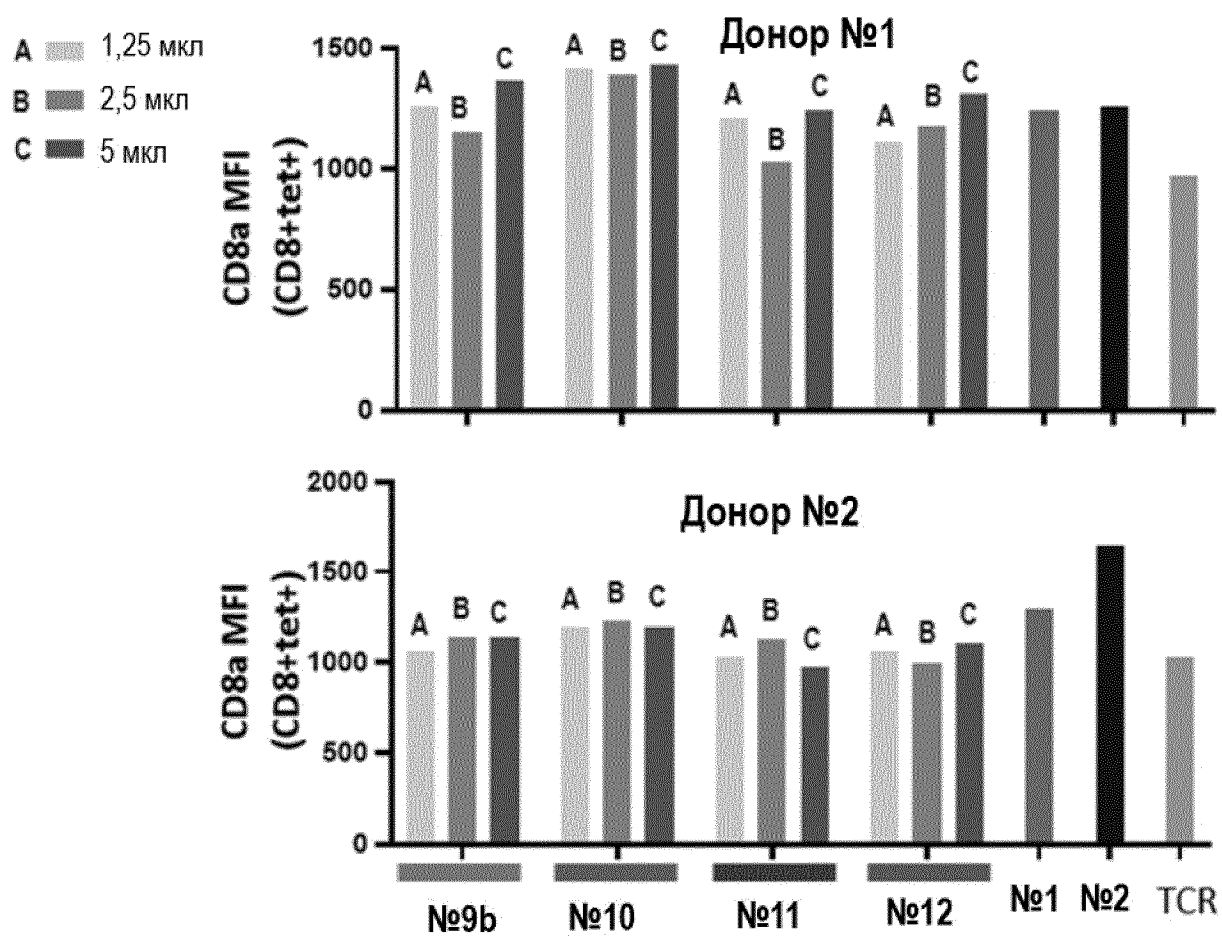 A 1,25 мкл
B 2,5 мкл
C 5 мкл
Донор №1
CD8a MFI
(CD8+tet+)
1500
1000
500
0
A B C A B C A B C A B C
Донор №2
CD8a MFI
(CD8+tet+)
2000
1500
1000
500
0
A B C A B C A B C A B C
№9b №10 №11 №12 №1 №2 TCR